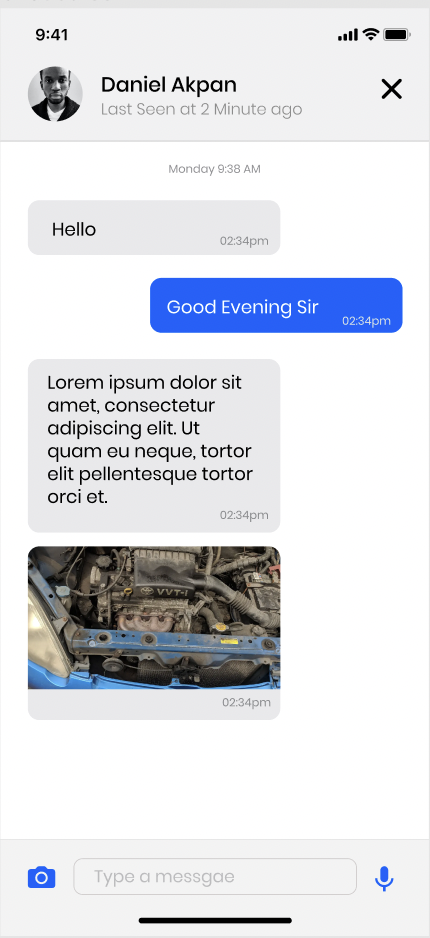 9:41
Daniel Akpan
Last Seen at 2 Minute ago
Monday 9:38 AM
Hello
02:34pm
Good Evening Sir
02:34pm
Lorem ipsum dolor sit
amet, consectetur
adipiscing elit. Ut
quam eu neque, tortor
elit pellentesque tortor
orci et.
02:34pm
VVT-i
02:34pm
Type a messgae